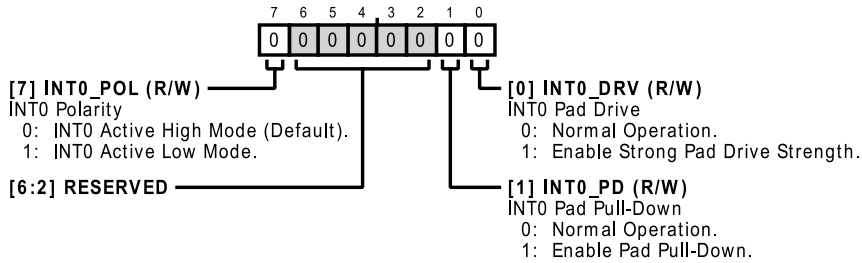 7 6 5 4 3 2 1 0
0 0 0 0 0 0 0 0
[7] INT0_POL (R/W)
INT0 Polarity
0: INT0 Active High Mode (Default).
1: INT0 Active Low Mode.
[6:2] RESERVED
[0] INT0_DRV (R/W)
INT0 Pad Drive
0: Normal Operation.
1: Enable Strong Pad Drive Strength.
[1] INT0_PD (R/W)
INT0 Pad Pull-Down
0: Normal Operation.
1: Enable Pad Pull-Down.